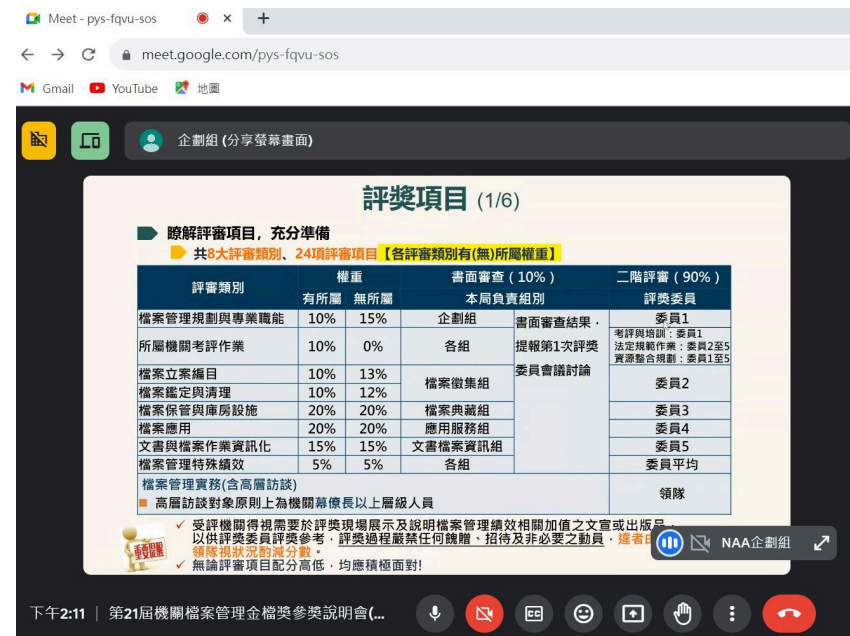 Meet - pys-fqvu-sos
meet.google.com/pys-fqvu-sos
Gmail YouTube 地圖
企劃組 (分享螢幕畫面)
評獎項目 (1/6)
瞭解評審項目，充分準備
共8大評審類別、24項評審項目【各評審類別有(無)所屬權重】
評審類別 權重 書面審查 ( 10% ) 二階評審 ( 90% )
有所屬 無所屬 本局負責組別 評獎委員
檔案管理規劃與專業職能 10% 15% 企劃組 委員1
所屬機關考評作業 10% 0% 各組
書面審查結果，
提報第1次評獎
委員會議討論
考評與培訓：委員1
法定規範作業：委員2至5
資源整合規劃：委員1至5
檔案立案編目 10% 13% 檔案徵集組 委員2
檔案鑑定與清理 10% 12%
檔案保管與庫房設施 20% 20% 檔案典藏組 委員3
檔案應用 20% 20% 應用服務組 委員4
文書與檔案作業資訊化 15% 15% 文書檔案資訊組 委員5
檔案管理特殊績效 5% 5% 各組 委員平均
檔案管理實務(含高層訪談) 領隊
高層訪談對象原則上為機關幕僚長以上層級人員
重要提醒
受評機關得視需要於評獎現場展示及說明檔案管理績效相關加值之文宣或出版品，
以供評獎委員評獎參考，評獎過程嚴禁任何餽贈、招待及非必要之動員，違者由
領隊視狀況酌減分數。
無論評審項目配分高低，均應積極面對!
NAA企劃組
下午2:11 | 第21屆機關檔案管理金檔獎參獎說明會(...